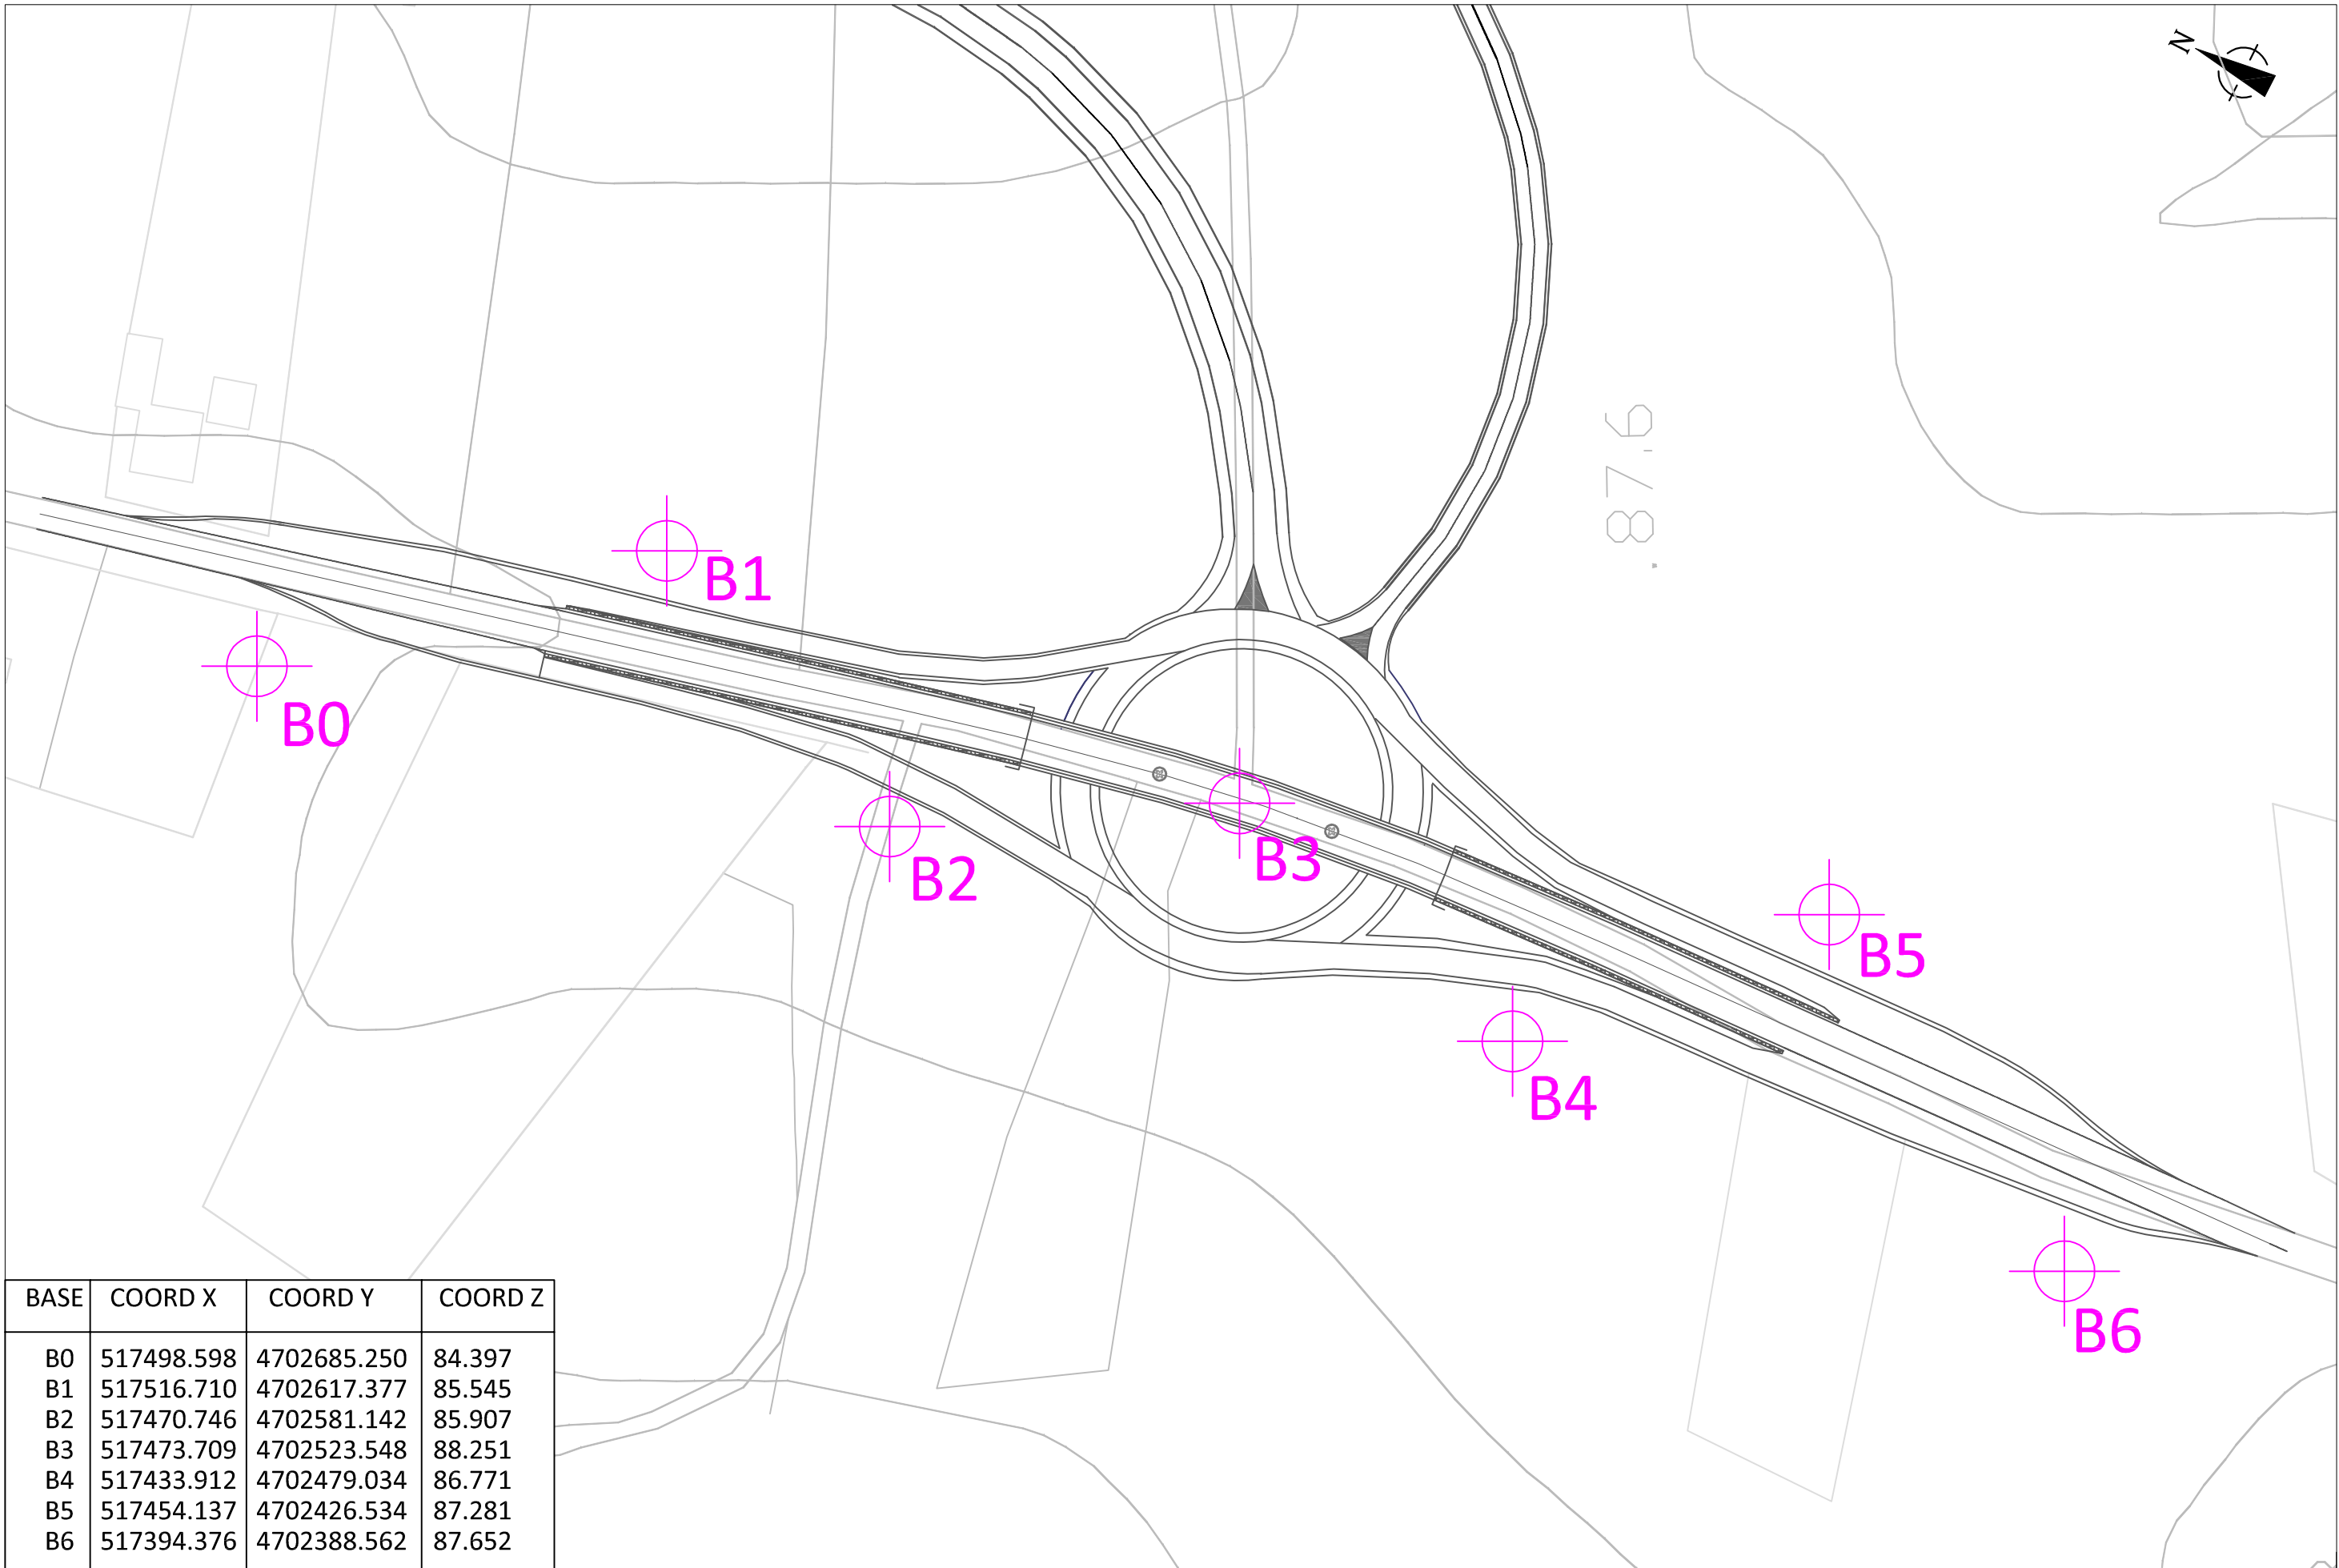 N
.87.6
B1
B0
B3
B2
B5
B4
B6
BASE COORD X COORD Y COORD Z
B0 517498.598 4702685.250 84.397
B1 517516.710 4702617.377 85.545
B2 517470.746 4702581.142 85.907
B3 517473.709 4702523.548 88.251
B4 517433.912 4702479.034 86.771
B5 517454.137 4702426.534 87.281
B6 517394.376 4702388.562 87.652